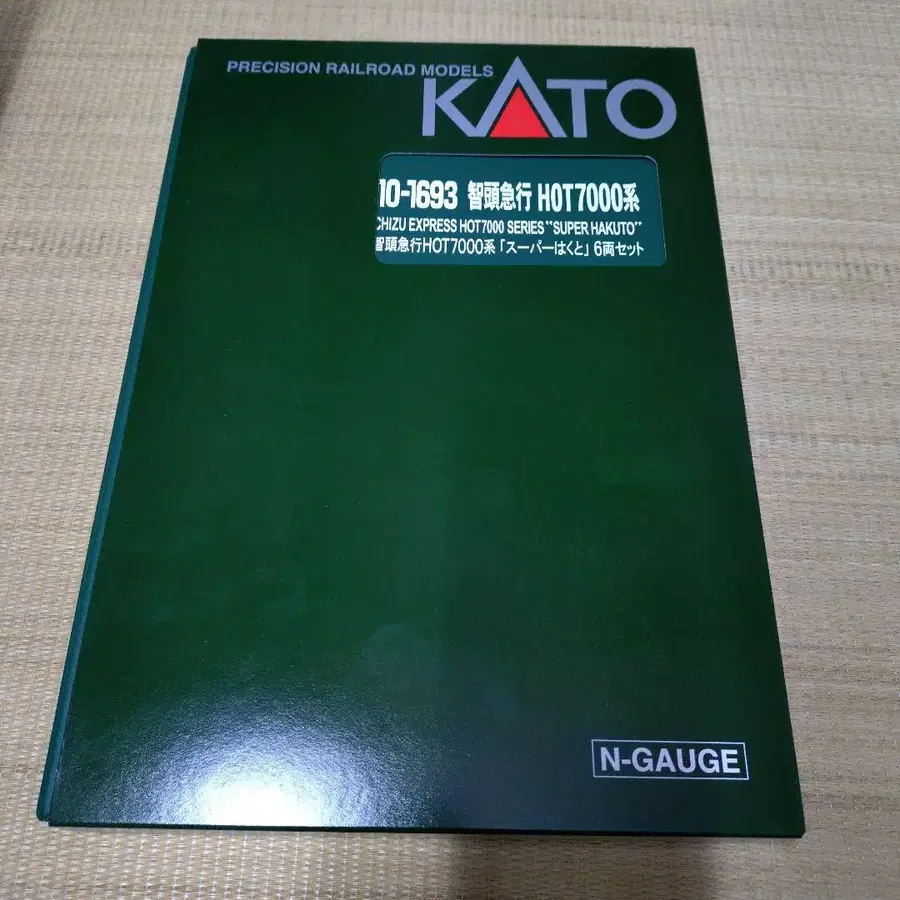 PRECISION RAILROAD MODELS
KATO
10-1693 智頭急行 HOT7000系
CHIZU EXPRESS HOT7000 SERIES "SUPER HAKUTO"
智頭急行HOT7000系「スーパーはくと」6両セット
N-GAUGE